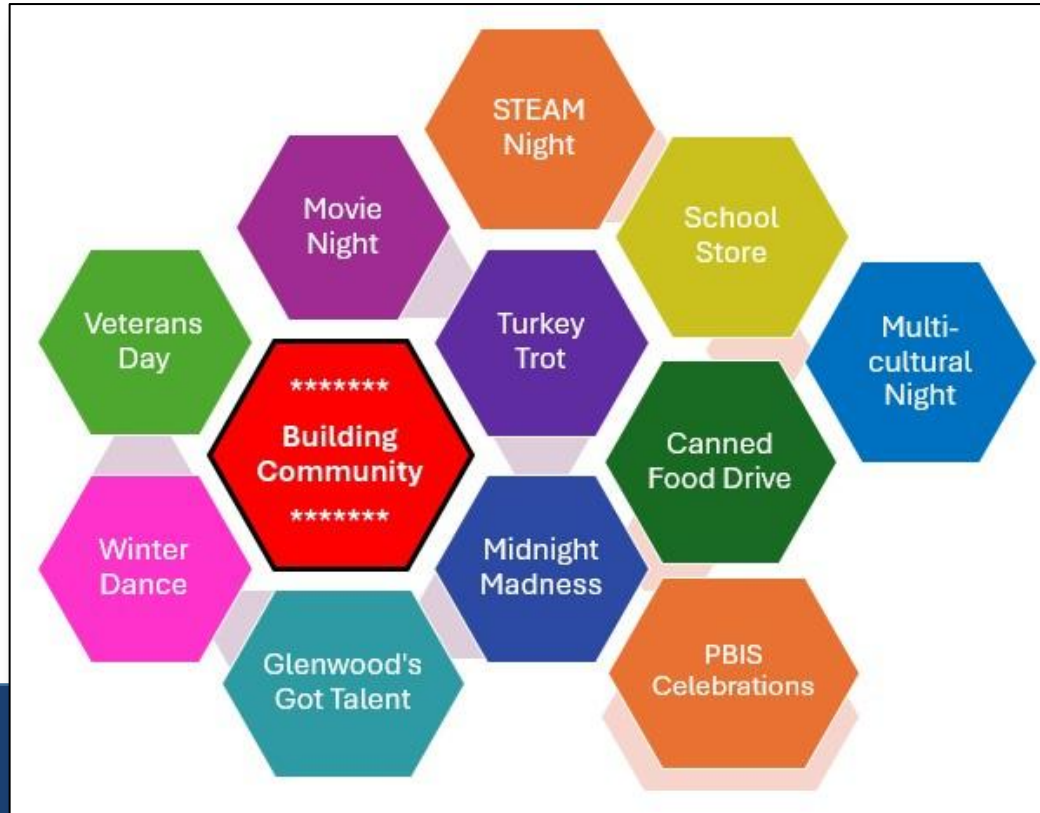 STEAM
Night
Movie
Night
School
Store
Veterans
Day
Turkey
Trot
Multi-
cultural
Night
*******
Building
Community
*******
Canned
Food Drive
Winter
Dance
Midnight
Madness
Glenwood's
Got Talent
PBIS
Celebrations